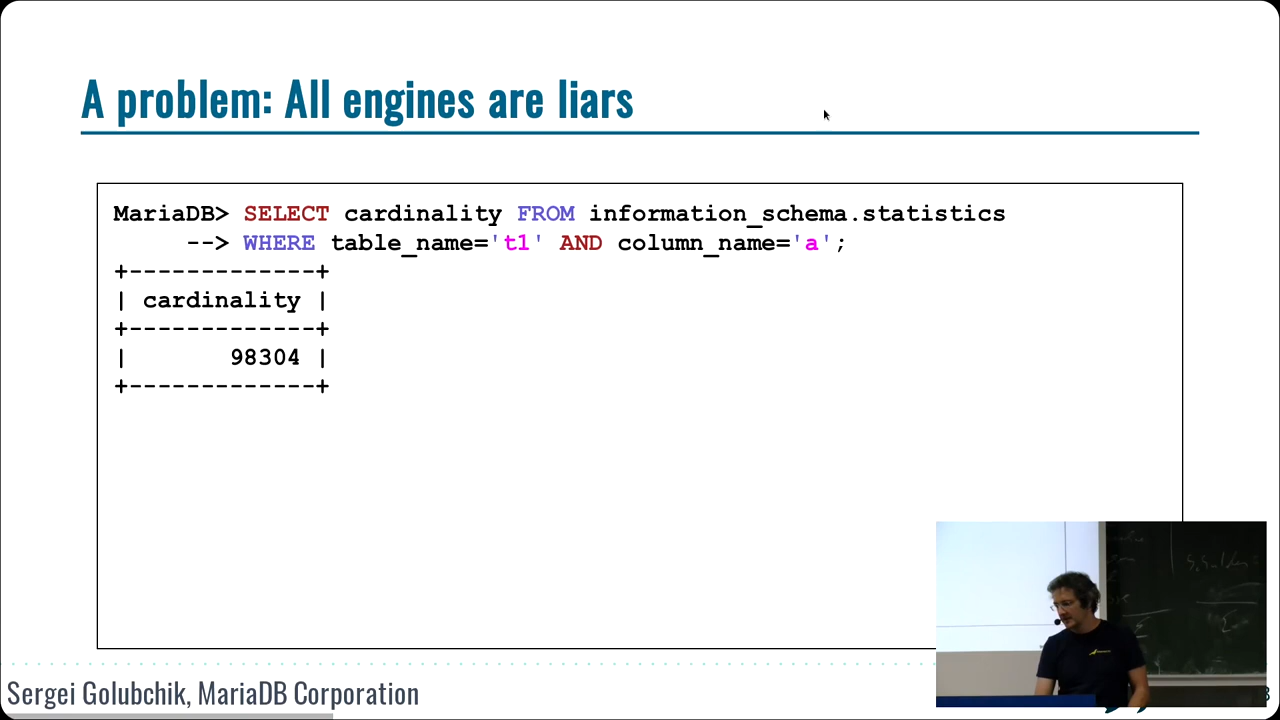 A problem: All engines are liars
MariaDB> SELECT cardinality FROM information_schema.statistics
--> WHERE table_name='t1' AND column_name='a';
+-------------+
| cardinality |
+-------------+
| 98304 |
+-------------+
Sergei Golubchik, MariaDB Corporation